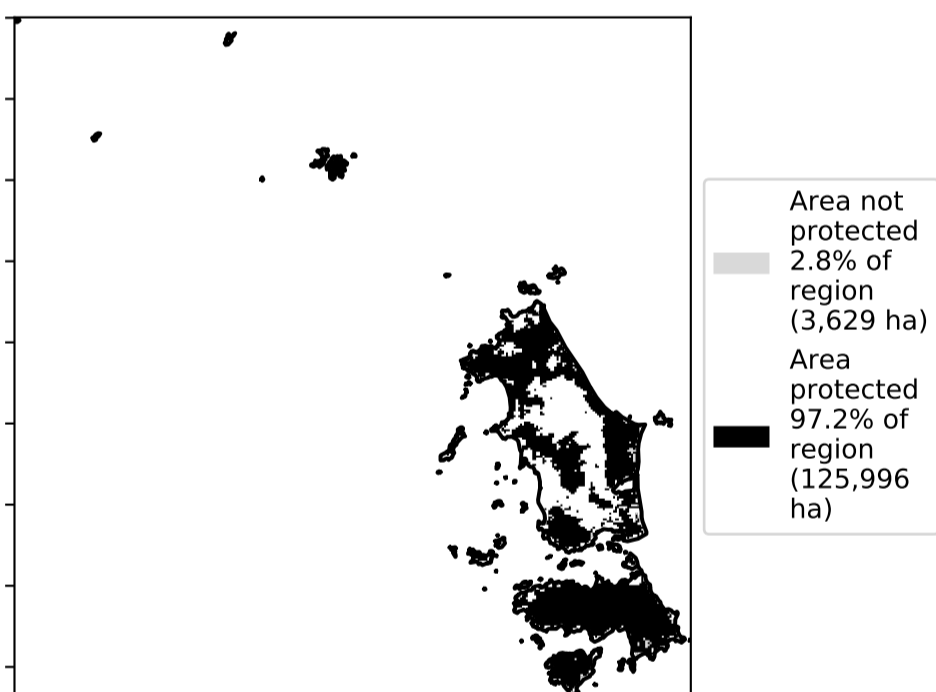 Area not
protected
2.8% of
region
(3,629 ha)
Area
protected
97.2% of
region
(125,996
ha)